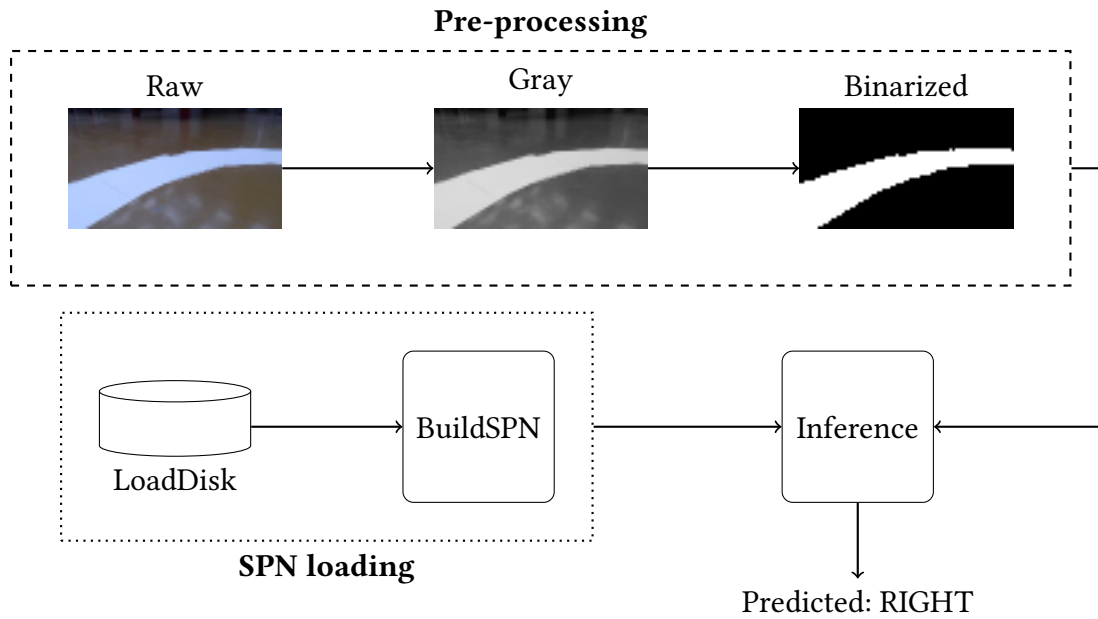 Pre-processing
Raw
Gray
Binarized
BuildSPN
Inference
LoadDisk
SPN loading
Predicted: RIGHT